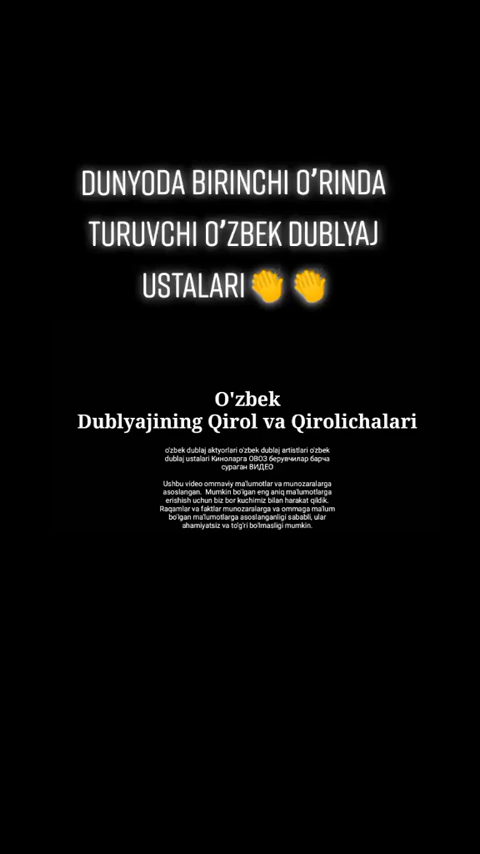 DUNYODA BIRINCHI O'RINDA
TURUVCHI O'ZBEK DUBLYAJ
USTALARI👏👏
O'zbek
Dublyajining Qirol va Qirolichalari
o'zbek dublaj aktyorlari o'zbek dublaj artistlari o'zbek
dublaj ustalari Киноларга ОВОЗ берувчилар барча
сураган ВИДЕО
Ushbu video ommaviy ma'lumotlar va munozaralarga
asoslangan. Mumkin bo'lgan eng aniq ma'lumotlarga
erishish uchun biz bor kuchimiz bilan harakat qildik.
Raqamlar va faktlar munozaralarga va ommaga ma'lum
bo'lgan ma'lumotlarga asoslanganligi sababli, ular
ahamiyatsiz va to'g'ri bo'lmasligi mumkin.